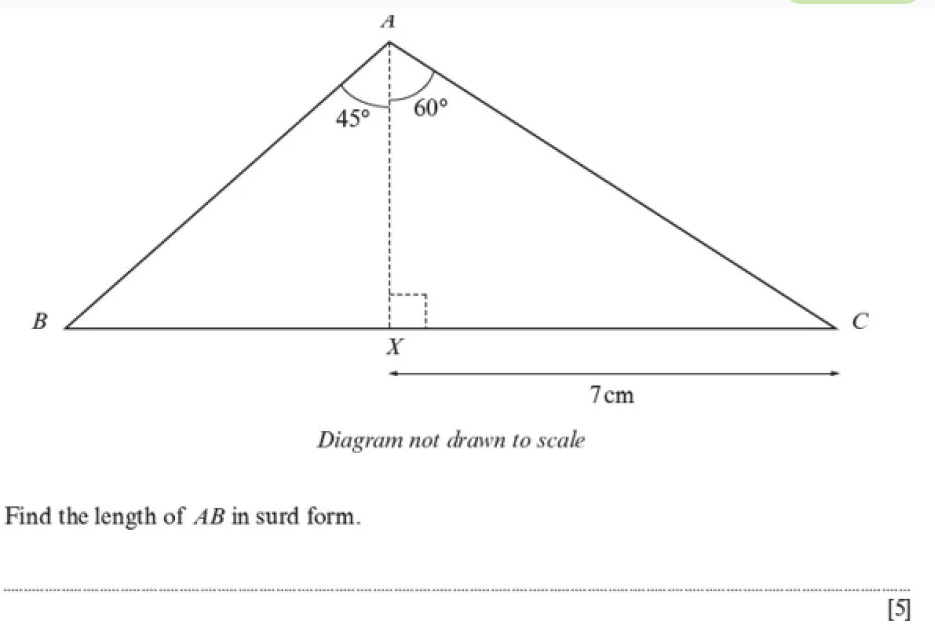 A
45° 60°
B C
X
7 cm
Diagram not drawn to scale
Find the length of AB in surd form.
[5]